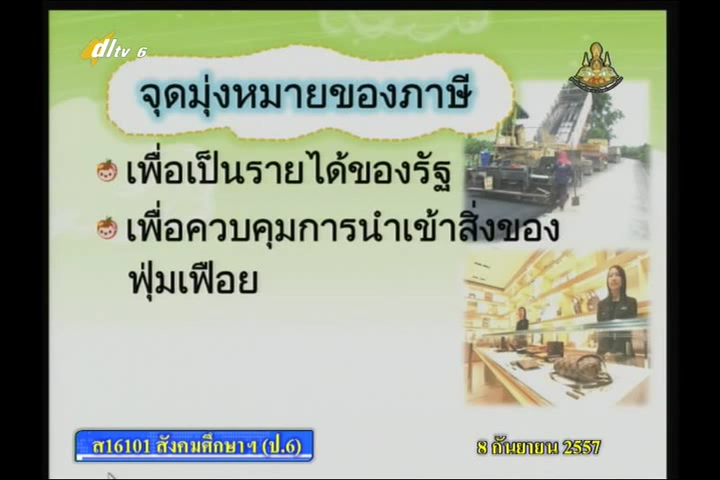 dltv 6
จุดมุ่งหมายของภาษี
เพื่อเป็นรายได้ของรัฐ
เพื่อควบคุมการนำเข้าสิ่งของ
ฟุ่มเฟือย
ส16101 สังคมศึกษาฯ (ป.6)
8 กันยายน 2557